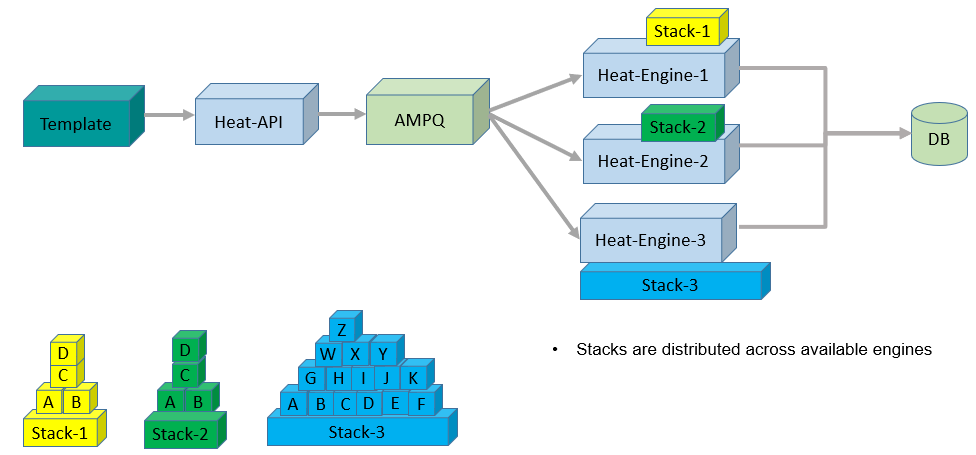 Stack-1
Heat-Engine-1
Template
Heat-API
AMPQ
Stack-2
Heat-Engine-2
DB
Heat-Engine-3
Stack-3
Z
W X Y
G H I J K
A B C D E F
Stack-3
D
C
A B
Stack-1
D
C
A B
Stack-2
• Stacks are distributed across available engines